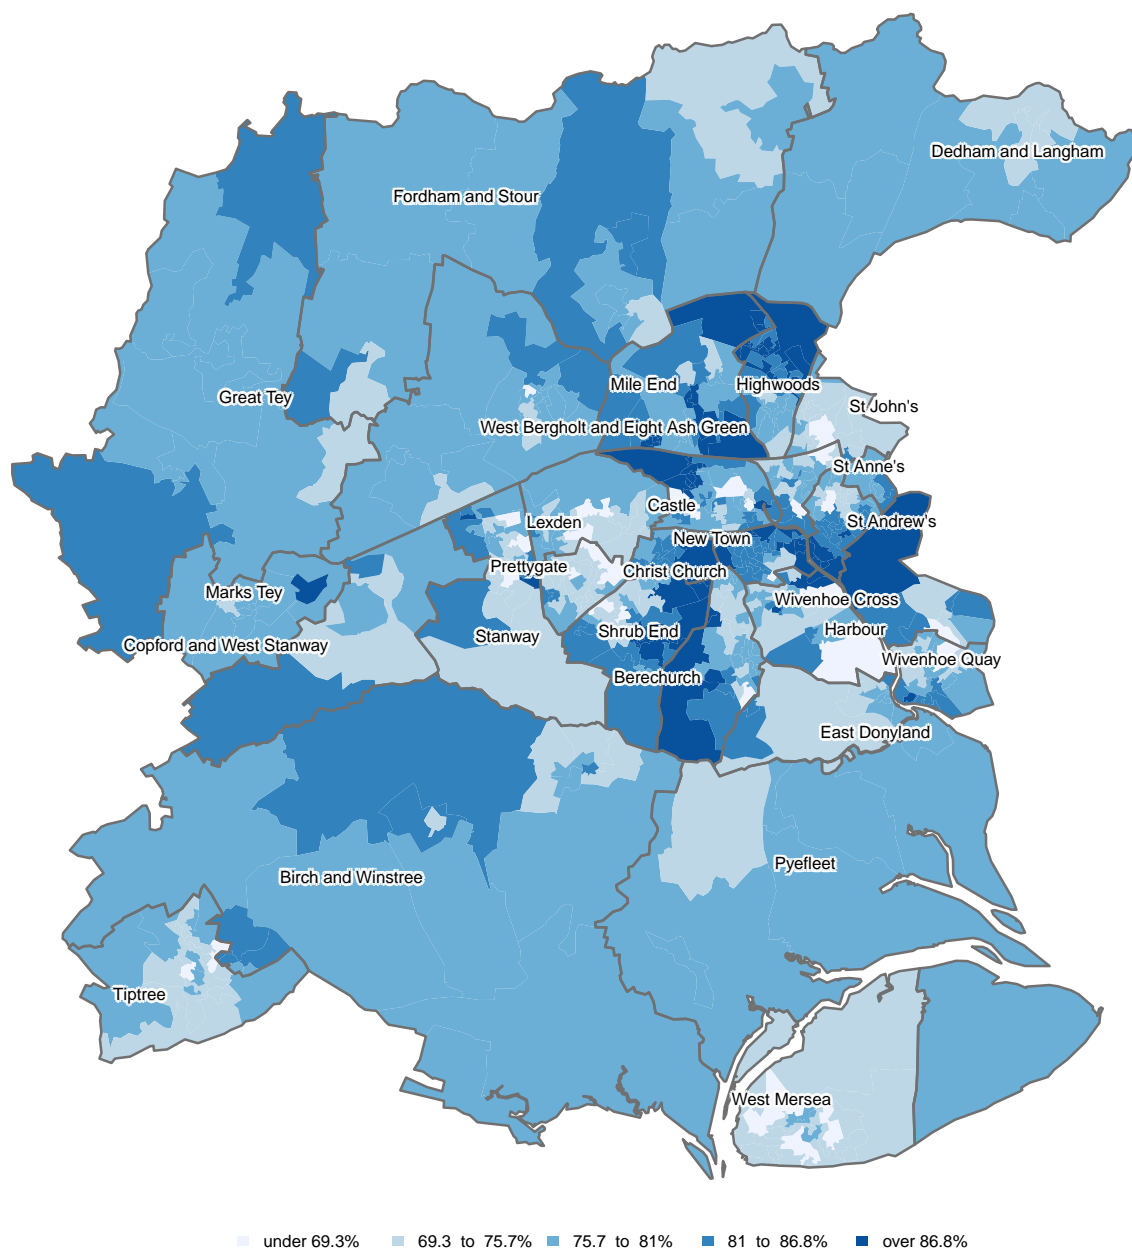 Dedham and Langham
Fordham and Stour
Mile End
Highwoods
Great Tey
St John's
West Bergholt and Eight Ash Green
St Anne's
Castle
Lexden
St Andrew's
New Town
Prettygate
Christ Church
Marks Tey
Wivenhoe Cross
Harbour
Shrub End
Stanway
Copford and West Stanway
Wivenhoe Quay
Berechurch
East Donyland
Pyefleet
Birch and Winstree
Tiptree
West Mersea
under 69.3% 69.3 to 75.7% 75.7 to 81% 81 to 86.8% over 86.8%